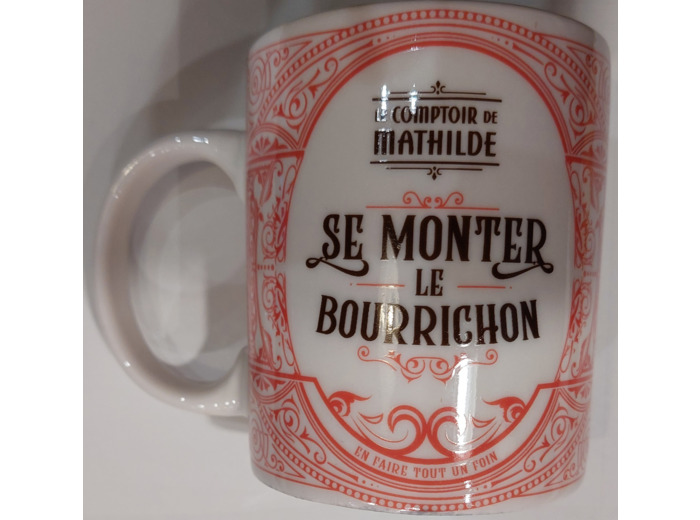 LE COMPTOIR DE
MATHILDE
SE MONTER
LE
BOURRICHON
EN FAIRE TOUT UN FOIN